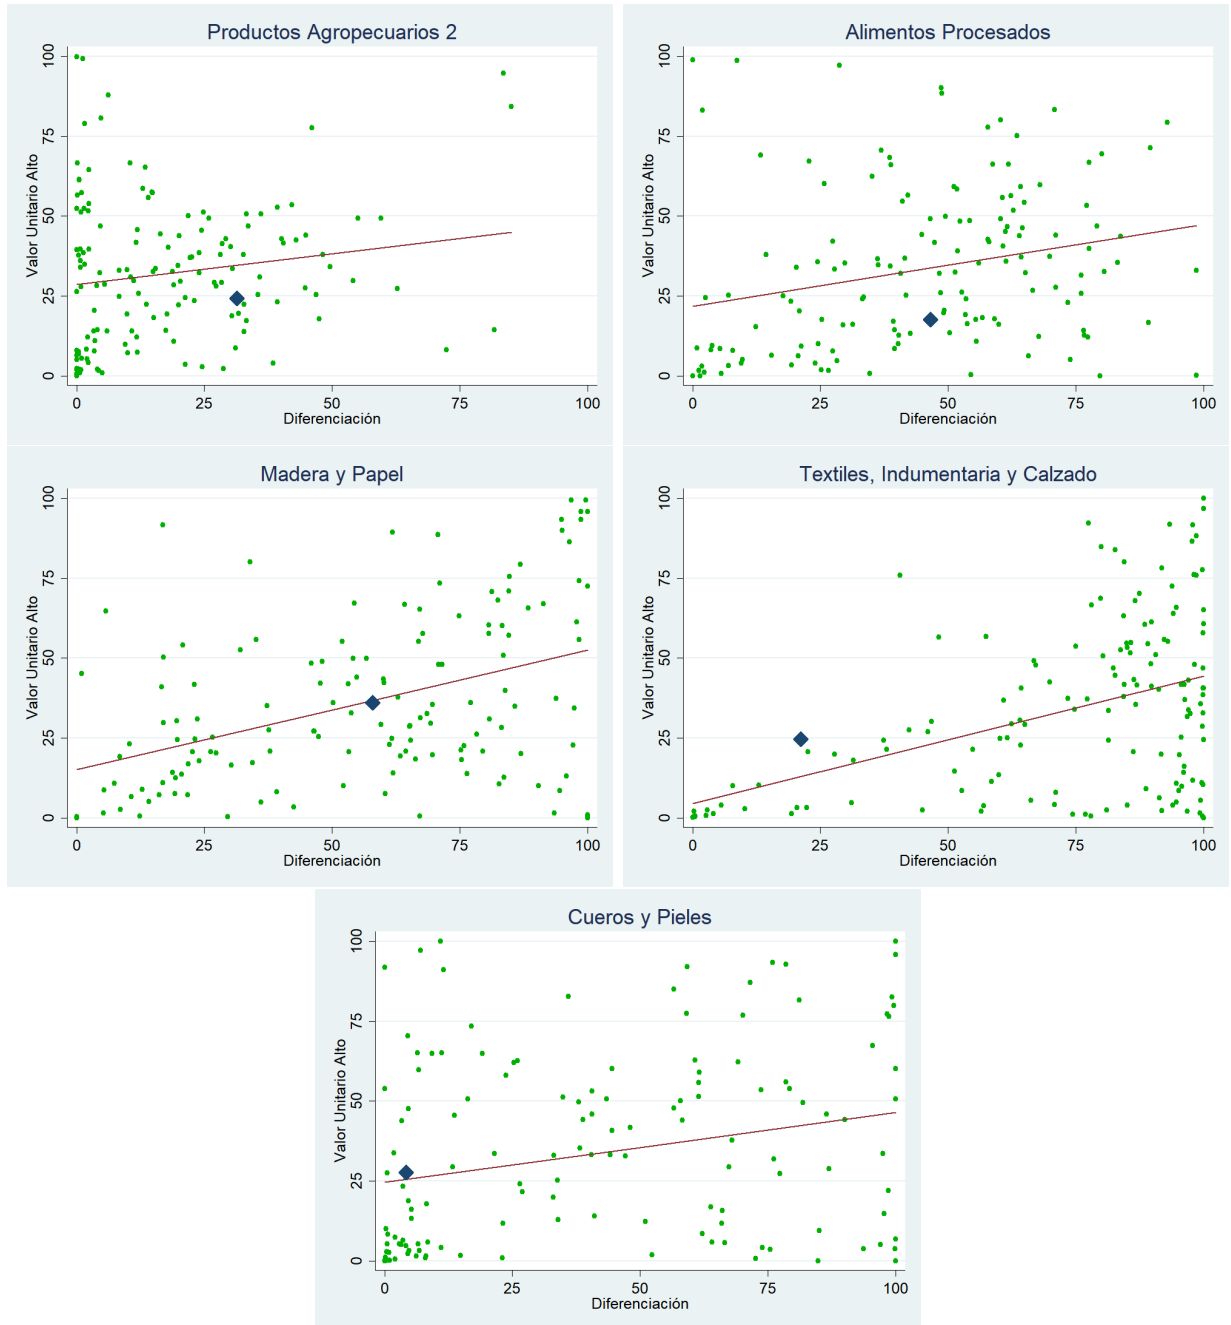 Productos Agropecuarios 2
Valor Unitario Alto
100
75
50
25
0
0 25 50 75 100
Diferenciación
Alimentos Procesados
Valor Unitario Alto
100
75
50
25
0
0 25 50 75 100
Diferenciación
Madera y Papel
Valor Unitario Alto
100
75
50
25
0
0 25 50 75 100
Diferenciación
Textiles, Indumentaria y Calzado
Valor Unitario Alto
100
75
50
25
0
0 25 50 75 100
Diferenciación
Cueros y Pieles
Valor Unitario Alto
100
75
50
25
0
0 25 50 75 100
Diferenciación